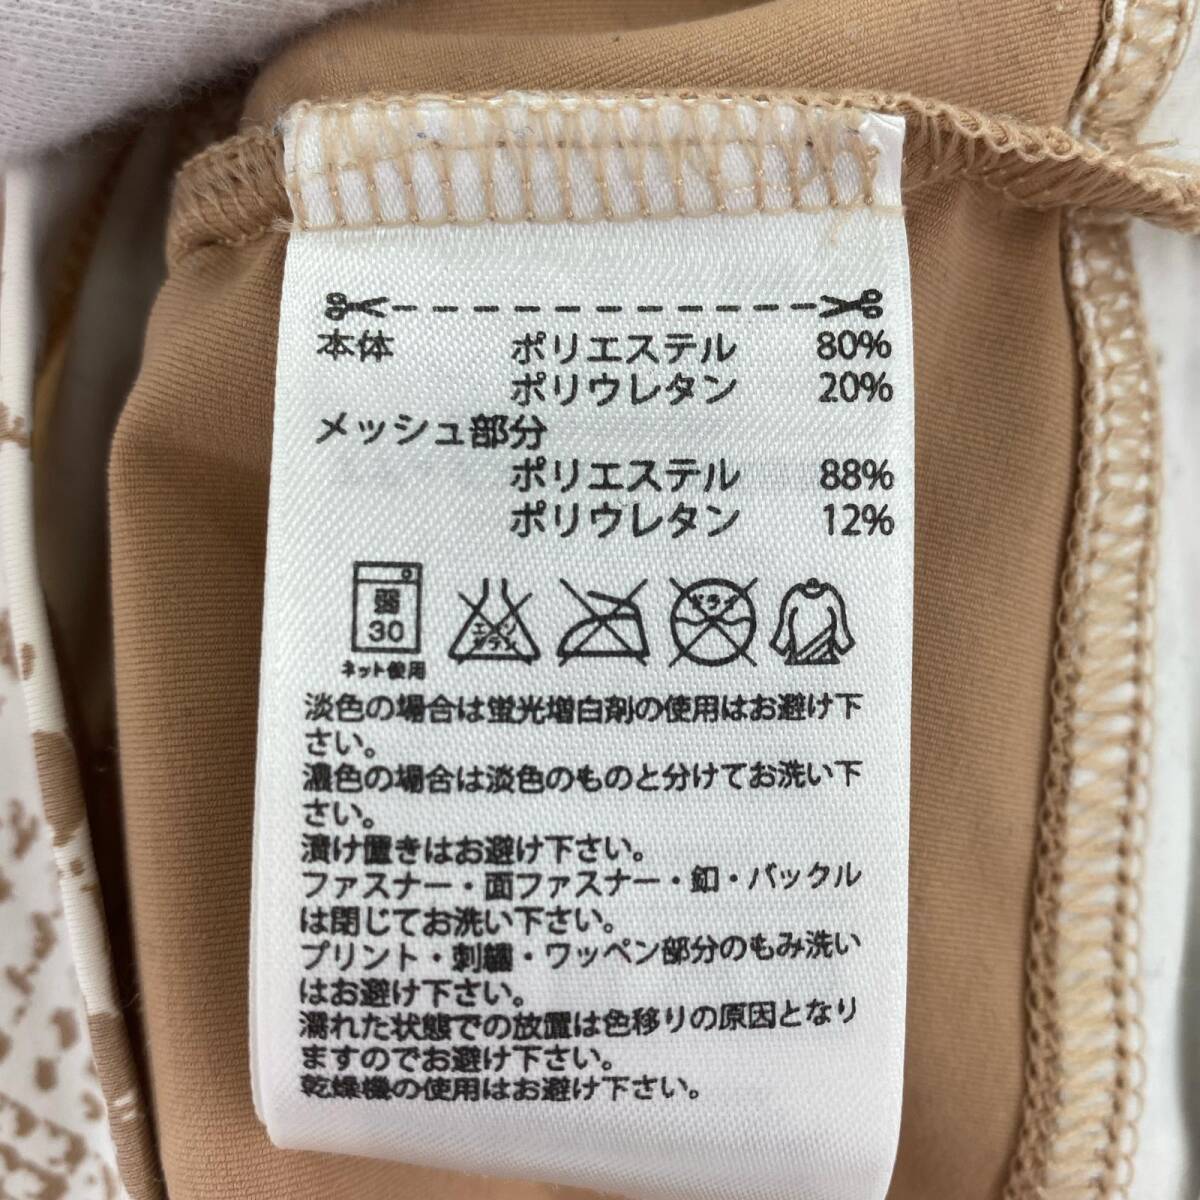 本体 ポリエステル 80%
ポリウレタン 20%
メッシュ部分
ポリエステル 88%
ポリウレタン 12%
弱
30
ネット使用
エンソ
サラシ
ドライ
淡色の場合は蛍光増白剤の使用はお避け下
さい。
濃色の場合は淡色のものと分けてお洗い下
さい。
漬け置きはお避け下さい。
ファスナー・面ファスナー・釦・バックル
は閉じてお洗い下さい。
プリント・刺繍・ワッペン部分のもみ洗い
はお避け下さい。
濡れた状態での放置は色移りの原因となり
ますのでお避け下さい。
乾燥機の使用はお避け下さい。